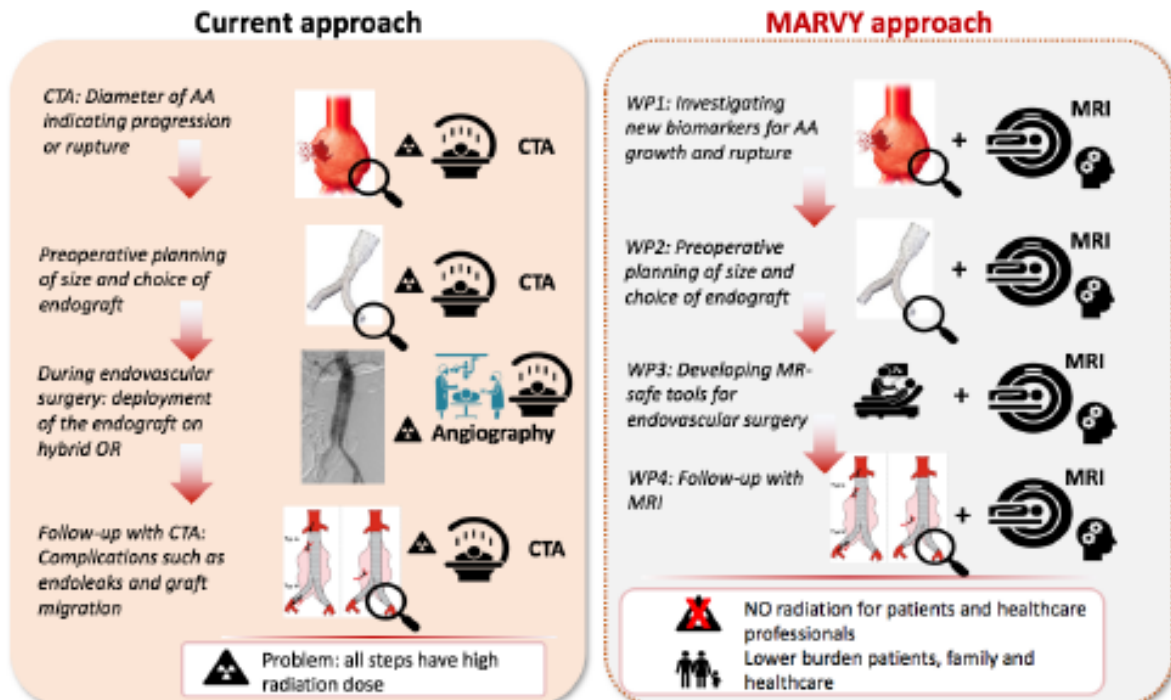 Current approach
CTA: Diameter of AA
indicating progression
or rupture
CTA
Preoperative planning
of size and choice of
endograft
CTA
During endovascular
surgery: deployment
of the endograft on
hybrid OR
Angiography
Follow-up with CTA:
Complications such as
endoleaks and graft
migration
CTA
Problem: all steps have high
radiation dose
MARVY approach
WP1: Investigating
new biomarkers for AA
growth and rupture
+
MRI
WP2: Preoperative
planning of size and
choice of endograft
+
MRI
WP3: Developing MR-
safe tools for
endovascular surgery
+
MRI
WP4: Follow-up with
MRI
+
MRI
NO radiation for patients and healthcare
professionals
Lower burden patients, family and
healthcare